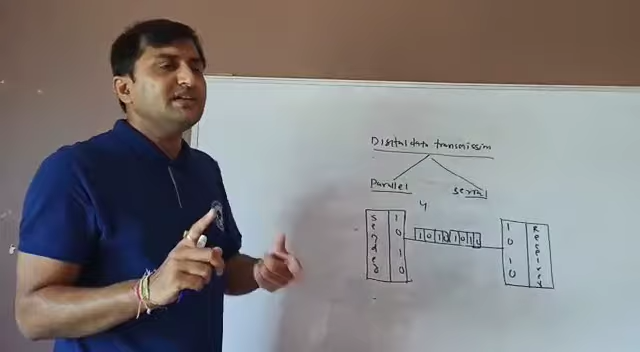 Digital data transmission
Parallel serial
4
Sender 1 0 1 0
1 0 1 0 1 0 1 0
1 0 1 0 Receiver